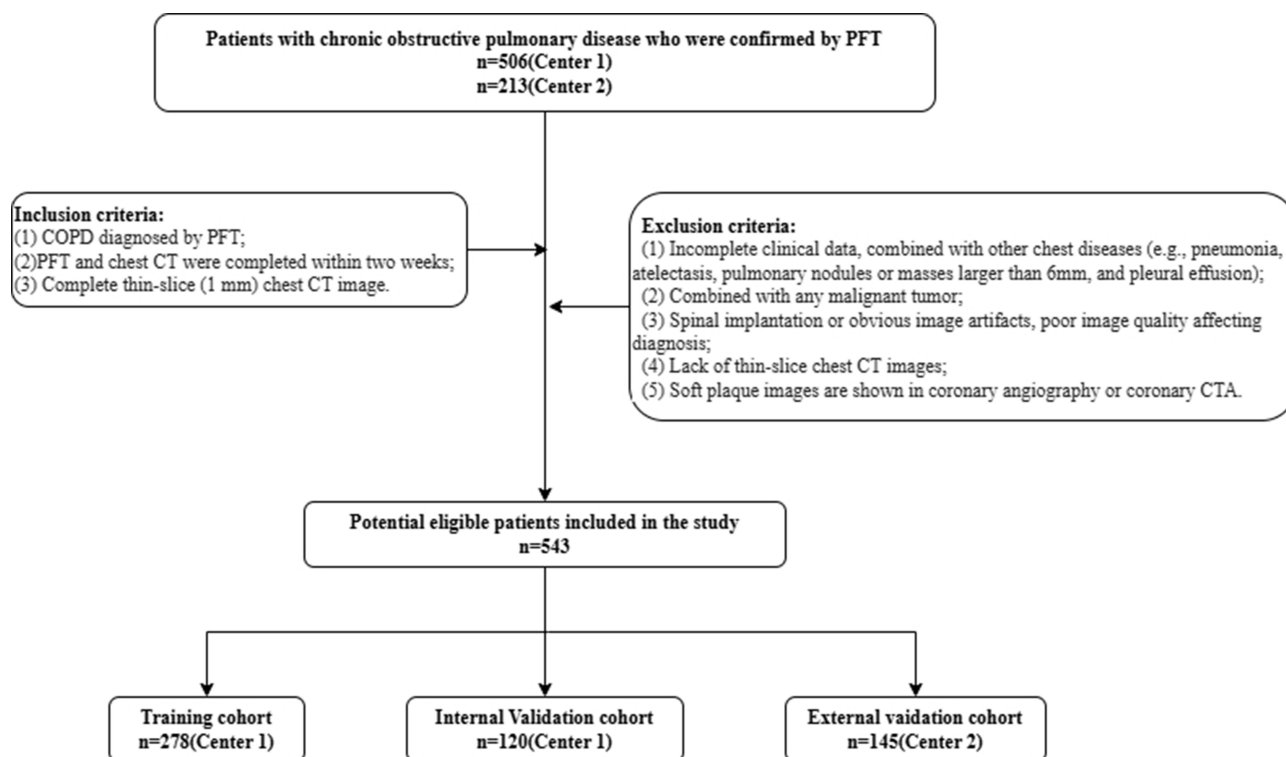 Patients with chronic obstructive pulmonary disease who were confirmed by PFT
n=506(Center 1)
n=213(Center 2)
Inclusion criteria:
(1) COPD diagnosed by PFT;
(2)PFT and chest CT were completed within two weeks;
(3) Complete thin-slice (1 mm) chest CT image.
Exclusion criteria:
(1) Incomplete clinical data, combined with other chest diseases (e.g., pneumonia,
atelectasis, pulmonary nodules or masses larger than 6mm, and pleural effusion);
(2) Combined with any malignant tumor;
(3) Spinal implantation or obvious image artifacts, poor image quality affecting
diagnosis;
(4) Lack of thin-slice chest CT images;
(5) Soft plaque images are shown in coronary angiography or coronary CTA.
Potential eligible patients included in the study
n=543
Training cohort
n=278(Center 1)
Internal Validation cohort
n=120(Center 1)
External vaidation cohort
n=145(Center 2)